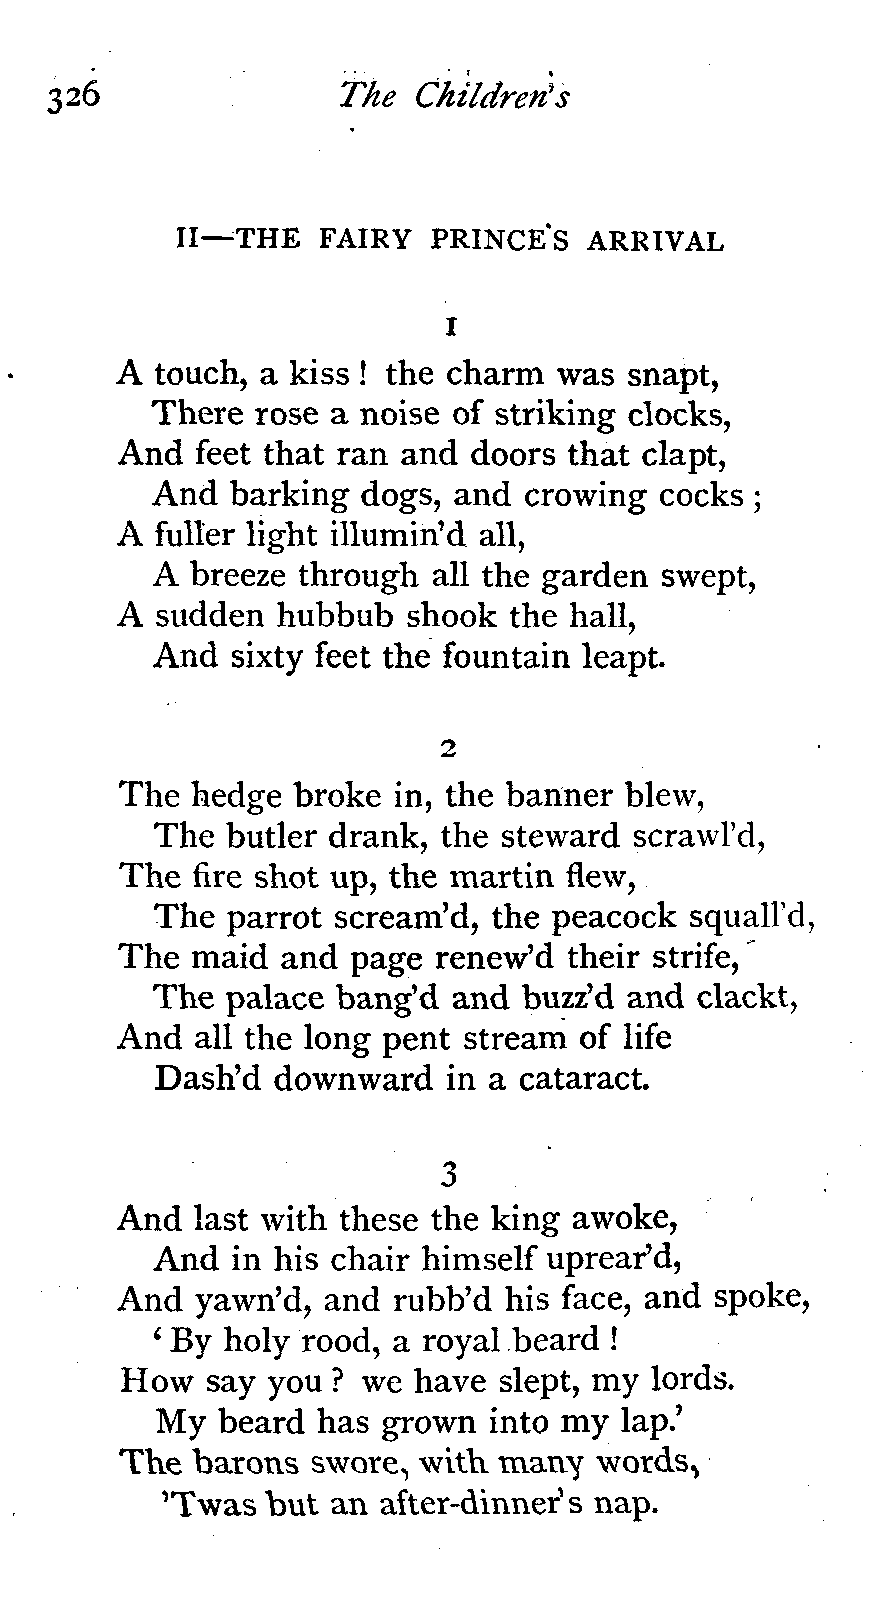 326 The Children's
II—THE FAIRY PRINCE'S ARRIVAL
1
A touch, a kiss! the charm was snapt,
There rose a noise of striking clocks,
And feet that ran and doors that clapt,
And barking dogs, and crowing cocks;
A fuller light illumin'd all,
A breeze through all the garden swept,
A sudden hubbub shook the hall,
And sixty feet the fountain leapt.
2
The hedge broke in, the banner blew,
The butler drank, the steward scrawl'd,
The fire shot up, the martin flew,
The parrot scream'd, the peacock squall'd,
The maid and page renew'd their strife,
The palace bang'd and buzz'd and clackt,
And all the long pent stream of life
Dash'd downward in a cataract.
3
And last with these the king awoke,
And in his chair himself uprear'd,
And yawn'd, and rubb'd his face, and spoke,
‘By holy rood, a royal beard!
How say you? we have slept, my lords.
My beard has grown into my lap.’
The barons swore, with many words,
’Twas but an after-dinner's nap.